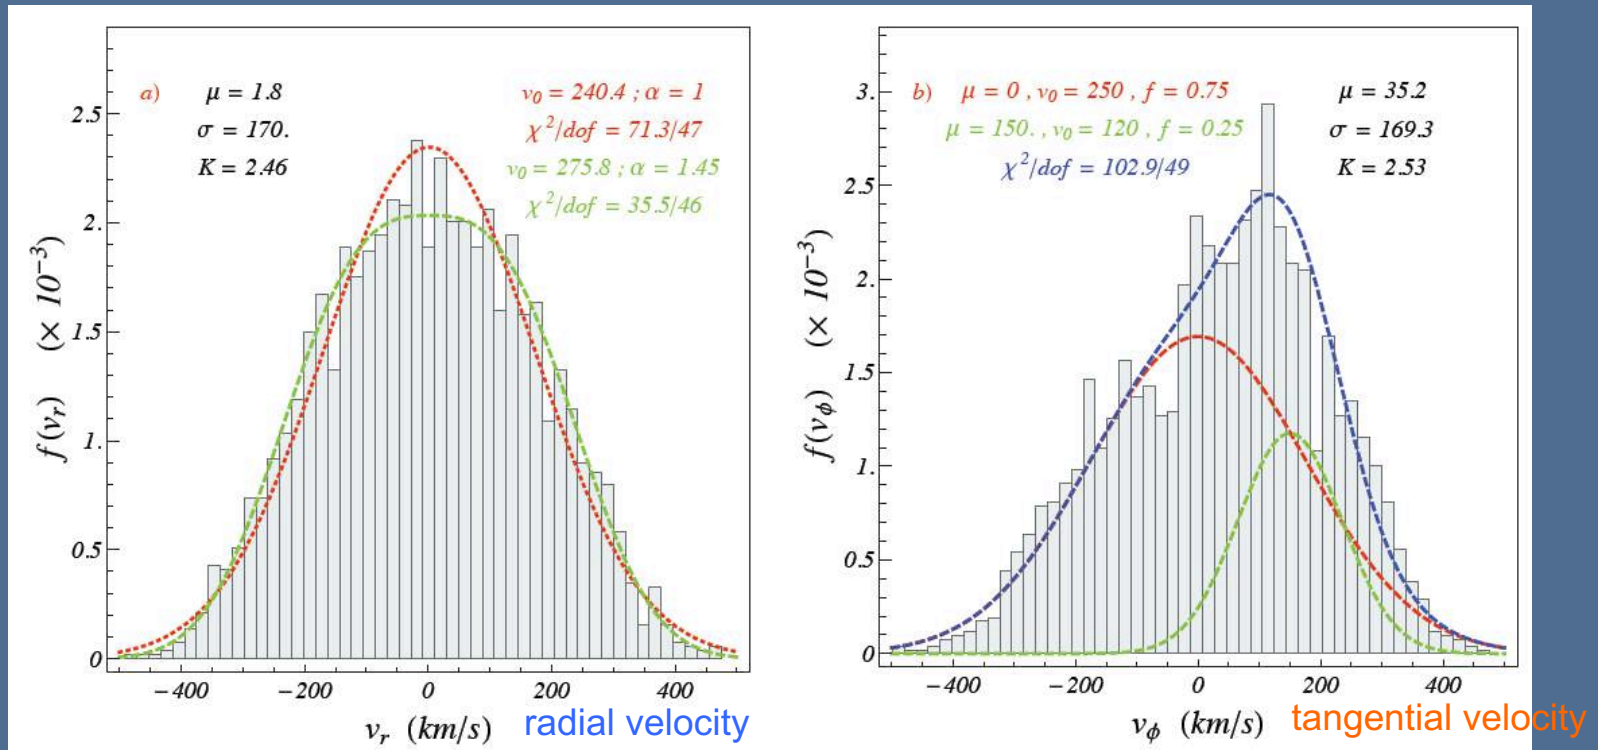 a)
μ = 1.8
σ = 170.
K = 2.46
v₀ = 240.4 ; α = 1
χ²/dof = 71.3/47
v₀ = 275.8 ; α = 1.45
χ²/dof = 35.5/46
2.5
2.
1.5
1.
0.5
0
f(vᵣ) (× 10⁻³)
−400 −200 0 200 400
vᵣ (km/s)
radial velocity
b)
μ = 0 , v₀ = 250 , f = 0.75
μ = 150. , v₀ = 120 , f = 0.25
χ²/dof = 102.9/49
μ = 35.2
σ = 169.3
K = 2.53
3.
2.5
2.
1.5
1.
0.5
0
f(v_ϕ) (× 10⁻³)
−400 −200 0 200 400
v_ϕ (km/s)
tangential velocity